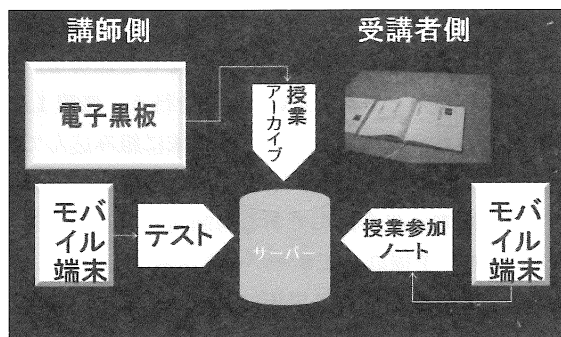 講師側
受講者側
電子黒板
授業
アーカイブ
モバ
イル
端末
テスト
サーバー
授業参加
ノート
モバ
イル
端末